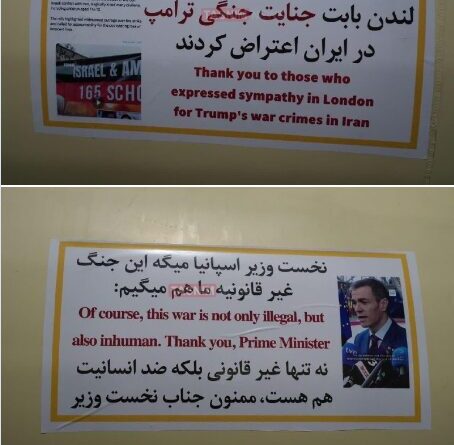 لندن بابت جنایت جنگی ترامپ
در ایران اعتراض کردند
Thank you to those who
expressed sympathy in London
for Trump's war crimes in Iran
ISRAEL & AM
165 SCHO
نخست وزیر اسپانیا میگه این جنگ
غیر قانونیه ما هم میگیم:
Of course, this war is not only illegal, but
also inhuman. Thank you, Prime Minister
نه تنها غیر قانونی بلکه ضد انسانیت
هم هست، ممنون جناب نخست وزیر